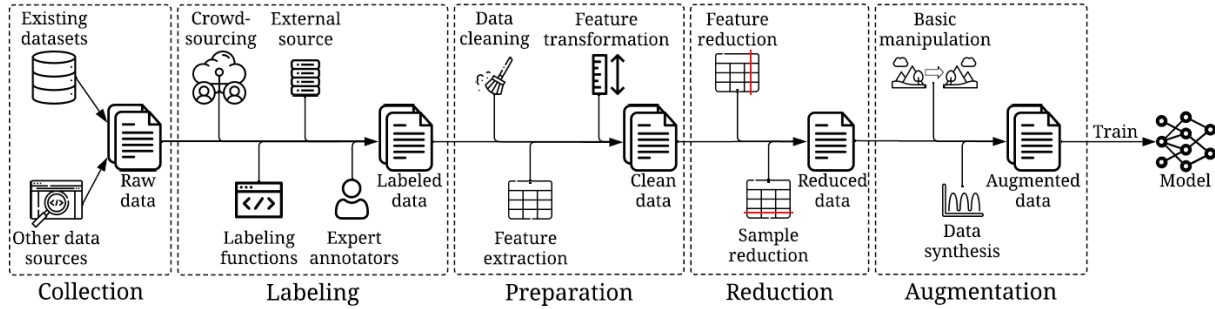 Existing
datasets
Other data
sources
Raw
data
Collection
Crowd-
sourcing
External
source
Labeling
functions
Expert
annotators
Labeled
data
Labeling
Data
cleaning
Feature
transformation
Feature
extraction
Clean
data
Preparation
Feature
reduction
Sample
reduction
Reduced
data
Reduction
Basic
manipulation
Data
synthesis
Augmented
data
Augmentation
Train
Model